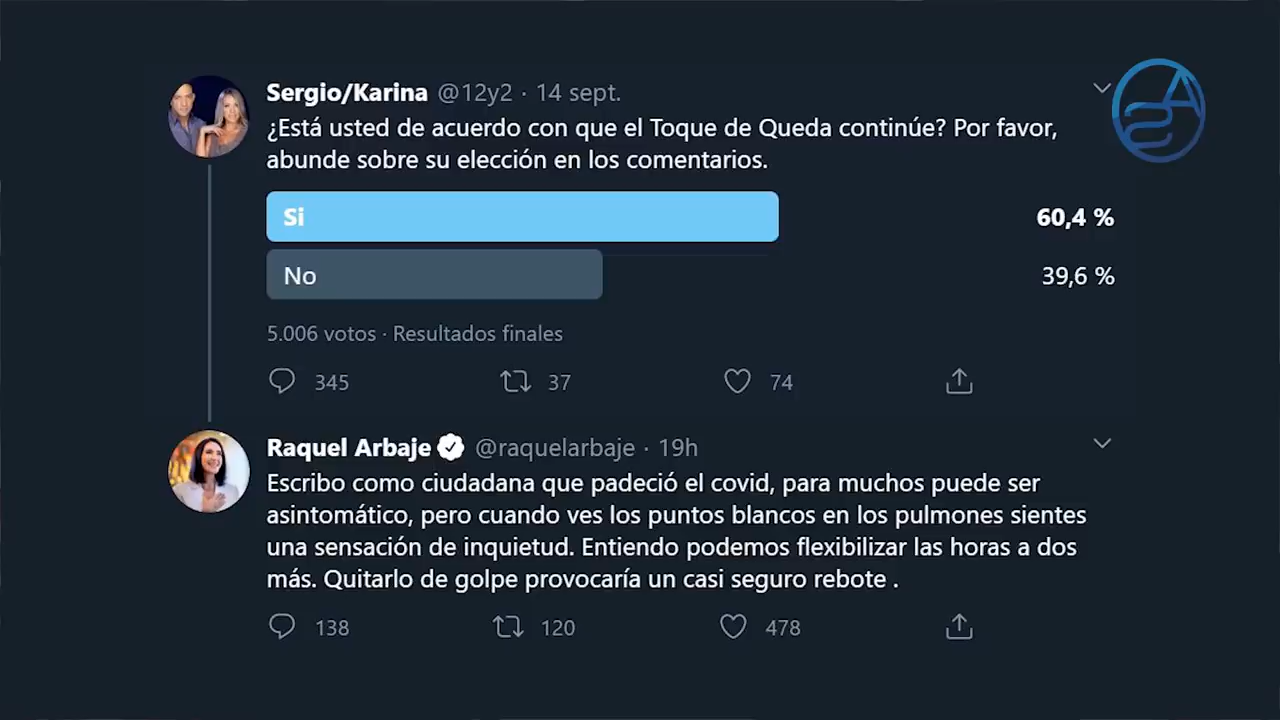 Sergio/Karina @12y2 · 14 sept.
¿Está usted de acuerdo con que el Toque de Queda continúe? Por favor,
abunde sobre su elección en los comentarios.
Si 60,4 %
No 39,6 %
5.006 votos · Resultados finales
345 37 74
Raquel Arbaje @raquelarbaje · 19h
Escribo como ciudadana que padeció el covid, para muchos puede ser
asintomático, pero cuando ves los puntos blancos en los pulmones sientes
una sensación de inquietud. Entiendo podemos flexibilizar las horas a dos
más. Quitarlo de golpe provocaría un casi seguro rebote .
138 120 478